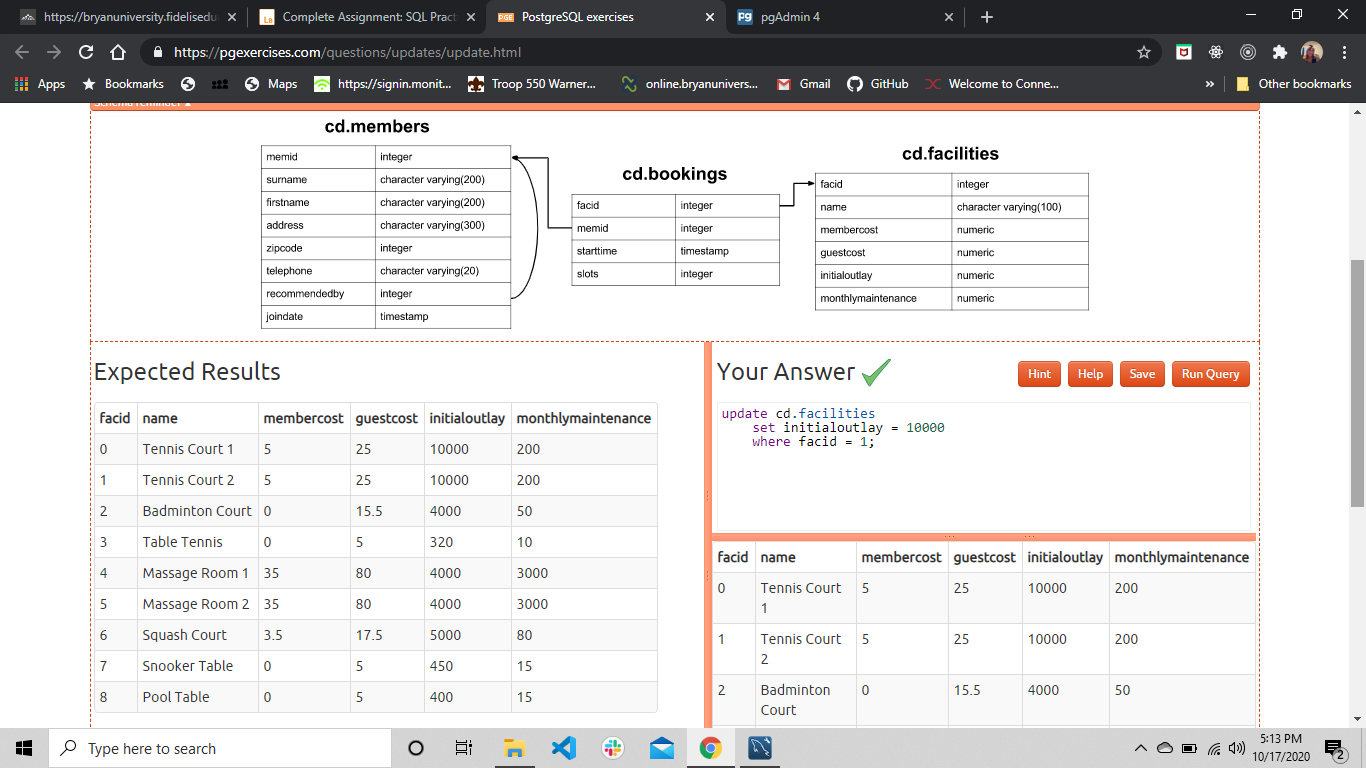 https://bryanuniversity.fidelisedu
Complete Assignment: SQL Pract
PostgreSQL exercises
pgAdmin 4
https://pgexercises.com/questions/updates/update.html
Apps
Bookmarks
Maps
https://signin.monit...
Troop 550 Warner...
online.bryanunivers...
Gmail
GitHub
Welcome to Conne...
»
Other bookmarks
cd.members
memid integer
surname character varying(200)
firstname character varying(200)
address character varying(300)
zipcode integer
telephone character varying(20)
recommendedby integer
joindate timestamp
cd.bookings
facid integer
memid integer
starttime timestamp
slots integer
cd.facilities
facid integer
name character varying(100)
membercost numeric
guestcost numeric
initialoutlay numeric
monthlymaintenance numeric
Expected Results
facid name membercost guestcost initialoutlay monthlymaintenance
0 Tennis Court 1 5 25 10000 200
1 Tennis Court 2 5 25 10000 200
2 Badminton Court 0 15.5 4000 50
3 Table Tennis 0 5 320 10
4 Massage Room 1 35 80 4000 3000
5 Massage Room 2 35 80 4000 3000
6 Squash Court 3.5 17.5 5000 80
7 Snooker Table 0 5 450 15
8 Pool Table 0 5 400 15
Your Answer
Hint
Help
Save
Run Query
update cd.facilities
set initialoutlay = 10000
where facid = 1;
facid name membercost guestcost initialoutlay monthlymaintenance
0 Tennis Court 5 25 10000 200
1
1 Tennis Court 5 25 10000 200
2
2 Badminton 0 15.5 4000 50
Court
Type here to search
5:13 PM
10/17/2020
2